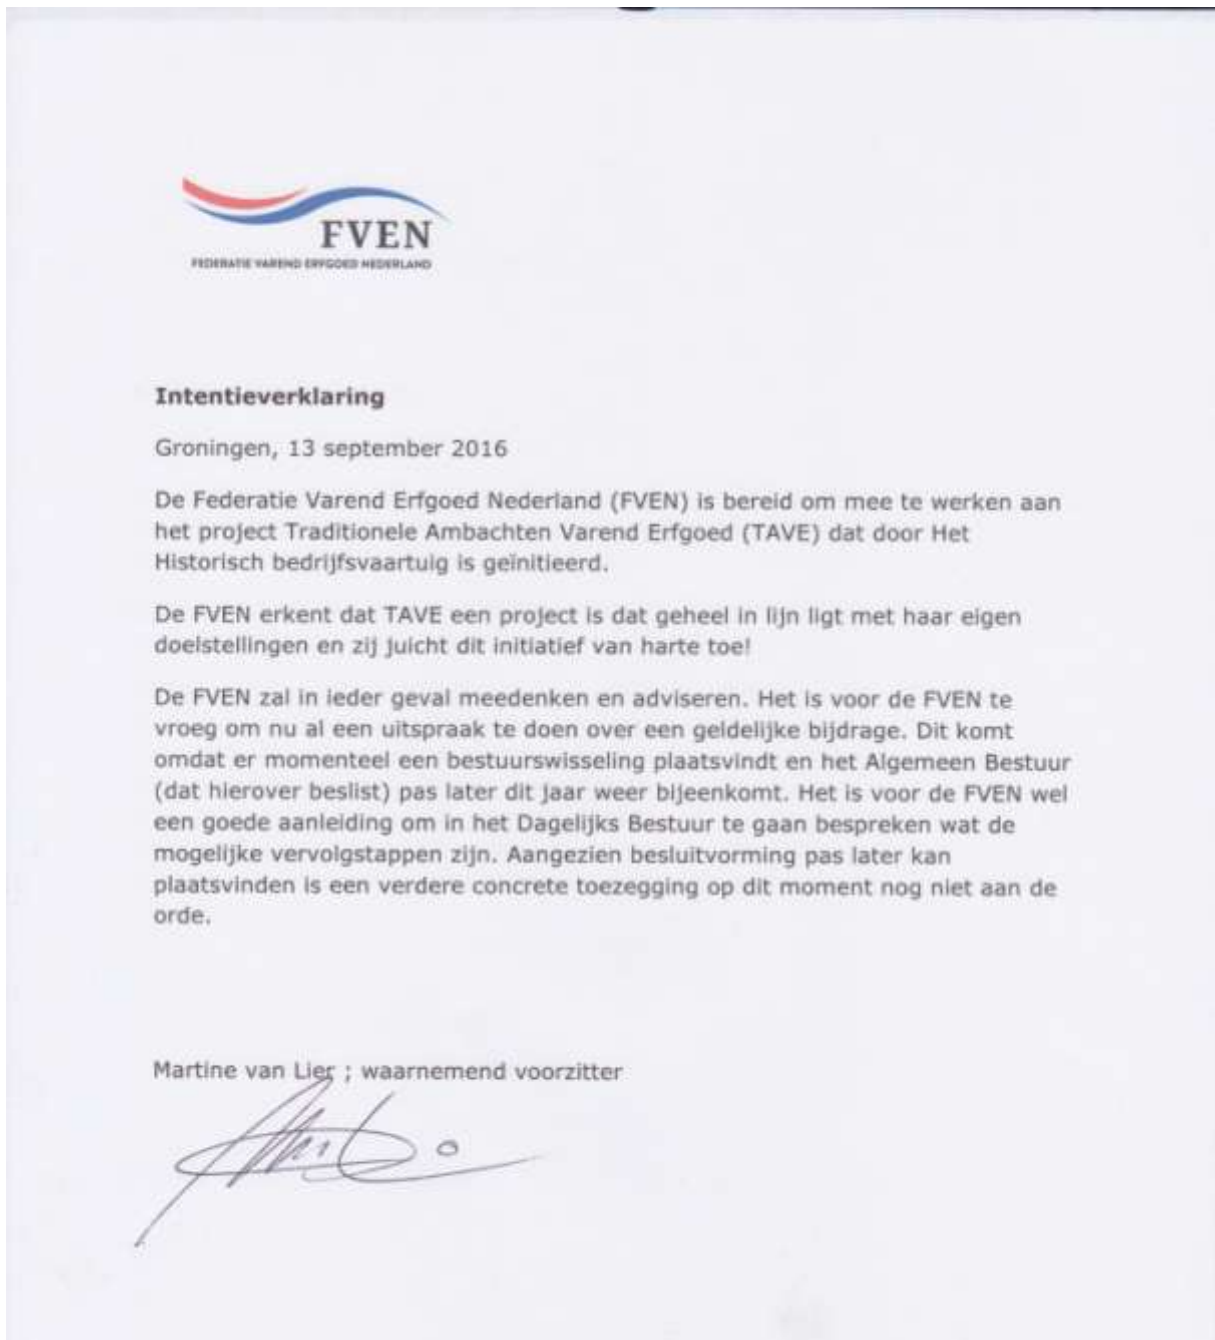 FVEN
FEDERATIE VAREND ERFGOED NEDERLAND
Intentieverklaring
Groningen, 13 september 2016
De Federatie Varend Erfgoed Nederland (FVEN) is bereid om mee te werken aan
het project Traditionele Ambachten Varend Erfgoed (TAVE) dat door Het
Historisch bedrijfsvaartuig is geïnitieerd.
De FVEN erkent dat TAVE een project is dat geheel in lijn ligt met haar eigen
doelstellingen en zij juicht dit initiatief van harte toe!
De FVEN zal in ieder geval meedenken en adviseren. Het is voor de FVEN te
vroeg om nu al een uitspraak te doen over een geldelijke bijdrage. Dit komt
omdat er momenteel een bestuurswisseling plaatsvindt en het Algemeen Bestuur
(dat hierover beslist) pas later dit jaar weer bijeenkomt. Het is voor de FVEN wel
een goede aanleiding om in het Dagelijks Bestuur te gaan bespreken wat de
mogelijke vervolgstappen zijn. Aangezien besluitvorming pas later kan
plaatsvinden is een verdere concrete toezegging op dit moment nog niet aan de
orde.
Martine van Lier ; waarnemend voorzitter